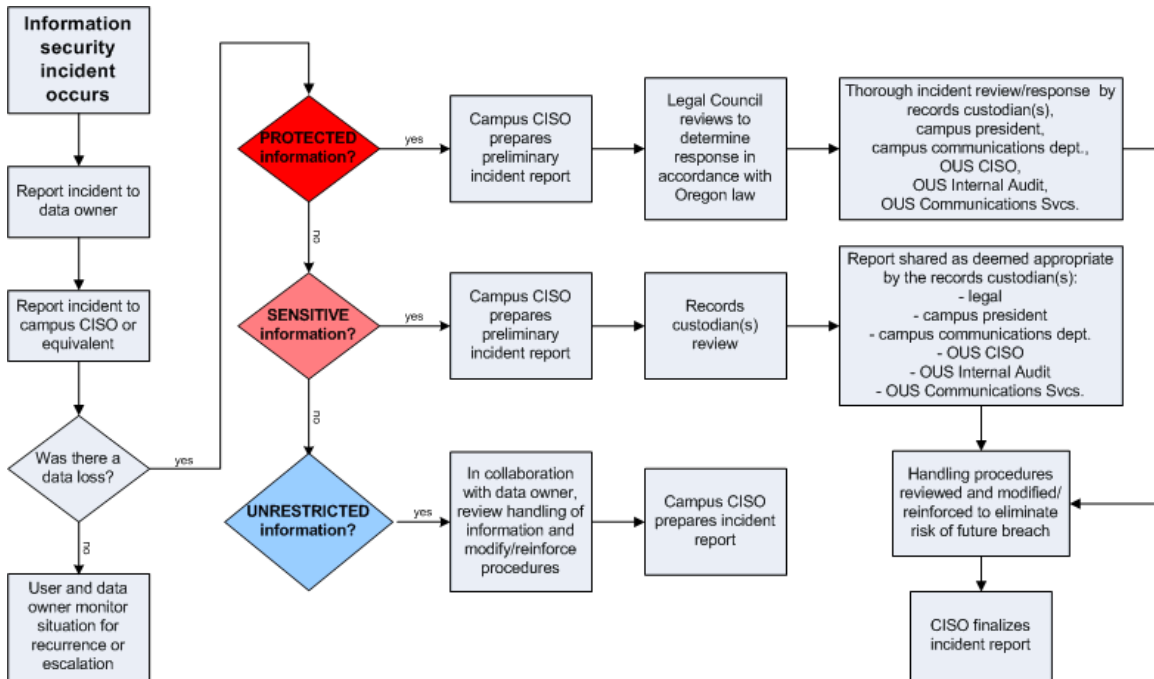 Information
security
incident
occurs
Report incident to
data owner
Report incident to
campus CISO or
equivalent
Was there a
data loss?
yes
no
User and data
owner monitor
situation for
recurrence or
escalation
PROTECTED
information?
yes
no
Campus CISO
prepares
preliminary
incident report
Legal Council
reviews to
determine
response in
accordance with
Oregon law
Thorough incident review/response by
records custodian(s),
campus president,
campus communications dept.,
OUS CISO,
OUS Internal Audit,
OUS Communications Svcs.
SENSITIVE
information?
yes
no
Campus CISO
prepares
preliminary
incident report
Records
custodian(s)
review
Report shared as deemed appropriate
by the records custodian(s):
- legal
- campus president
- campus communications dept.
- OUS CISO
- OUS Internal Audit
- OUS Communications Svcs.
UNRESTRICTED
information?
yes
In collaboration
with data owner,
review handling of
information and
modify/reinforce
procedures
Campus CISO
prepares incident
report
Handling procedures
reviewed and modified/
reinforced to eliminate
risk of future breach
CISO finalizes
incident report